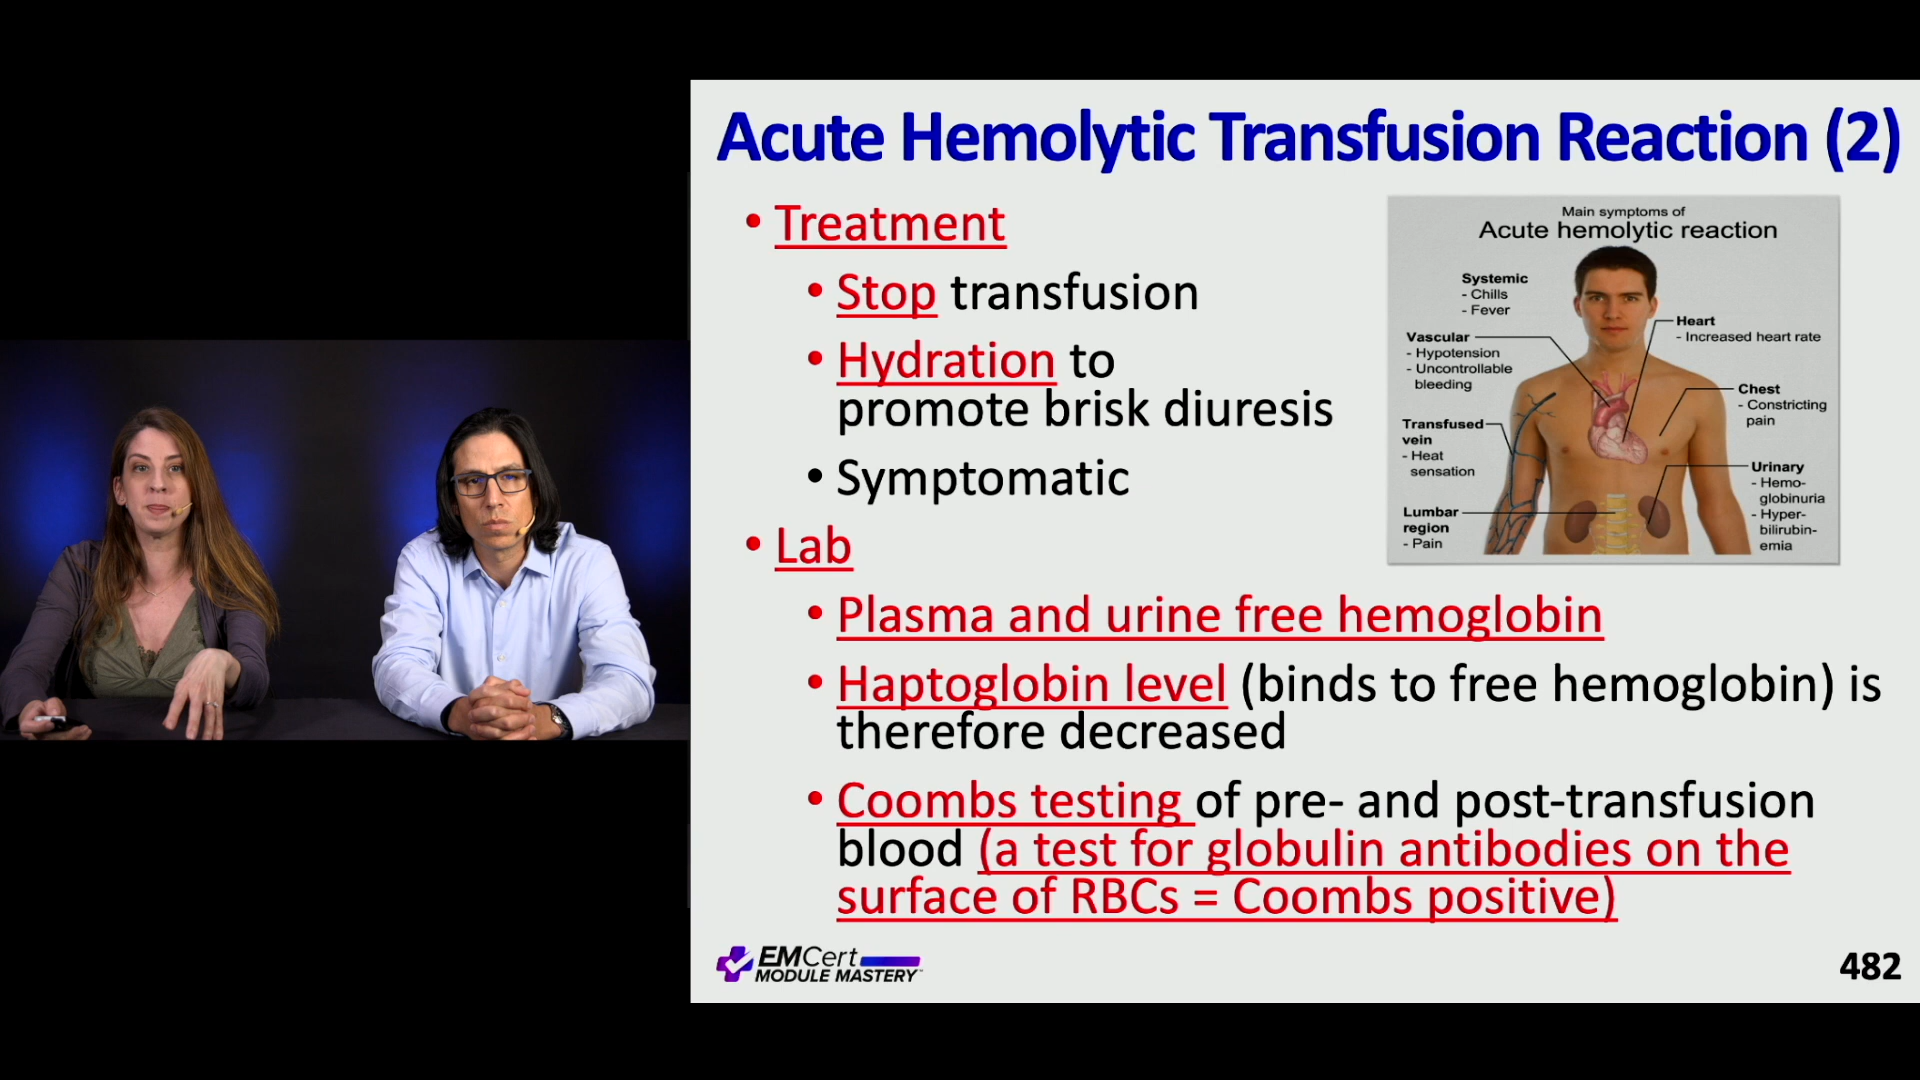 Acute Hemolytic Transfusion Reaction (2)
• Treatment
• Stop transfusion
• Hydration to
promote brisk diuresis
• Symptomatic
• Lab
• Plasma and urine free hemoglobin
• Haptoglobin level (binds to free hemoglobin) is
therefore decreased
• Coombs testing of pre- and post-transfusion
blood (a test for globulin antibodies on the
surface of RBCs = Coombs positive)
Main symptoms of
Acute hemolytic reaction
Systemic
- Chills
- Fever
Vascular
- Hypotension
- Uncontrollable
bleeding
Transfused
vein
- Heat
sensation
Lumbar
region
- Pain
Heart
- Increased heart rate
Chest
- Constricting
pain
Urinary
- Hemo-
globinuria
- Hyper-
bilirubin-
emia
EMCert
MODULE MASTERY™
482